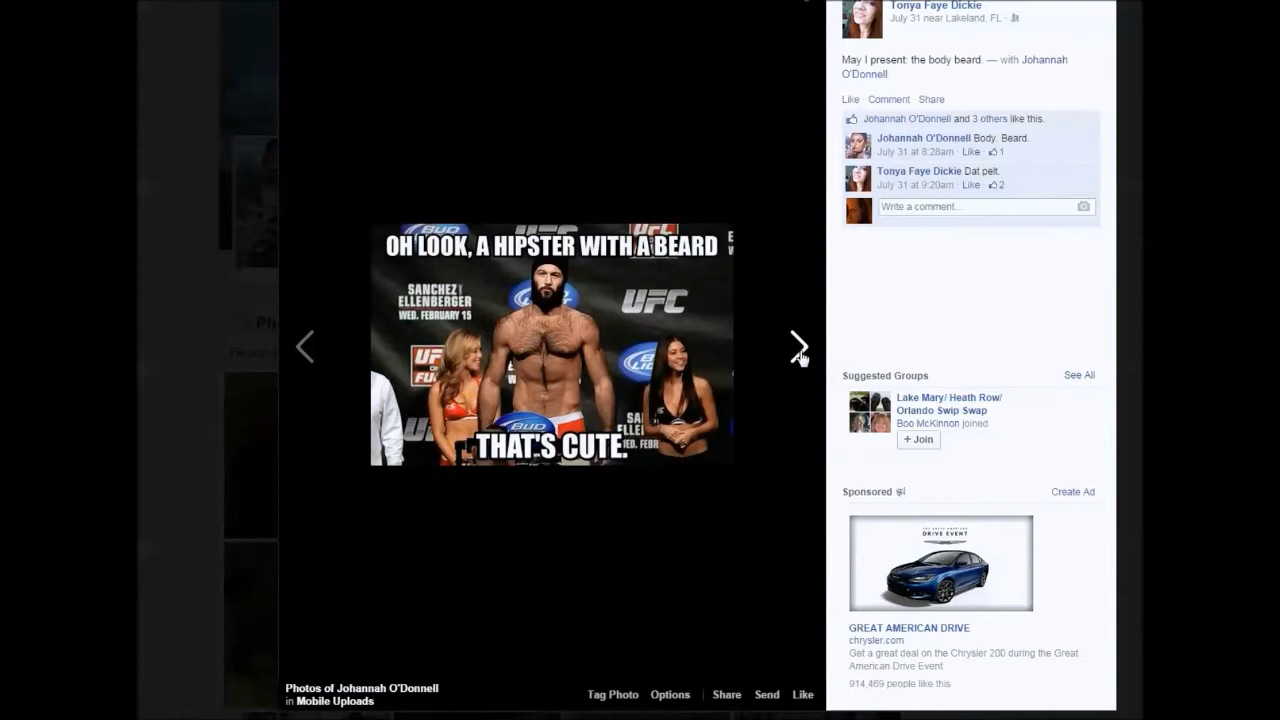 Tonya Faye Dickie
July 31 near Lakeland, FL ·
May I present: the body beard. — with Johannah
O'Donnell.
Like · Comment · Share
Johannah O'Donnell and 3 others like this.
Johannah O'Donnell Body. Beard.
July 31 at 8:28am · Like · 1
Tonya Faye Dickie Dat pelt.
July 31 at 9:20am · Like · 2
Write a comment...
BUD
UFC
UFC
OH LOOK, A HIPSTER WITH A BEARD
SANCHEZ
ELLENBERGER
WED. FEBRUARY 15
UFC
BUD
THAT'S CUTE.
Suggested Groups
See All
Lake Mary/ Heath Row/
Orlando Swip Swap
Boo McKinnon joined
+ Join
Sponsored
Create Ad
DRIVE EVENT
GREAT AMERICAN DRIVE
chrysler.com
Get a great deal on the Chrysler 200 during the Great
American Drive Event
914,469 people like this
Photos of Johannah O'Donnell
in Mobile Uploads
Tag Photo Options Share Send Like